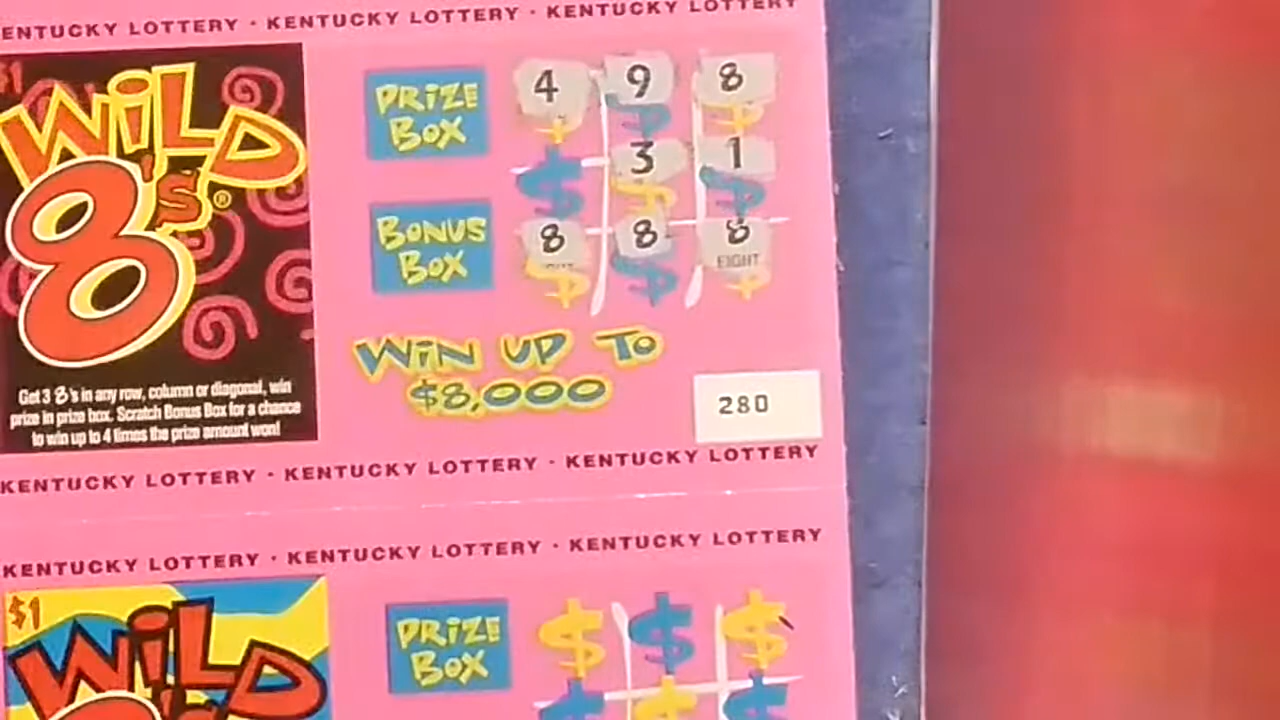 KENTUCKY LOTTERY · KENTUCKY LOTTERY · KENTUCKY LOTTERY
$1
WiLD 8's®
Get 3 8's in any row, column or diagonal, win
prize in prize box. Scratch Bonus Box for a chance
to win up to 4 times the prize amount won!
PRiZE
BOX
4 9 8
3 1
BONUS
BOX
8 8 8
EIGHT
WiN UP TO
$8,000
280
KENTUCKY LOTTERY · KENTUCKY LOTTERY · KENTUCKY LOTTERY
KENTUCKY LOTTERY · KENTUCKY LOTTERY · KENTUCKY LOTTERY
$1
WiLD
PRiZE
BOX
$ $ $